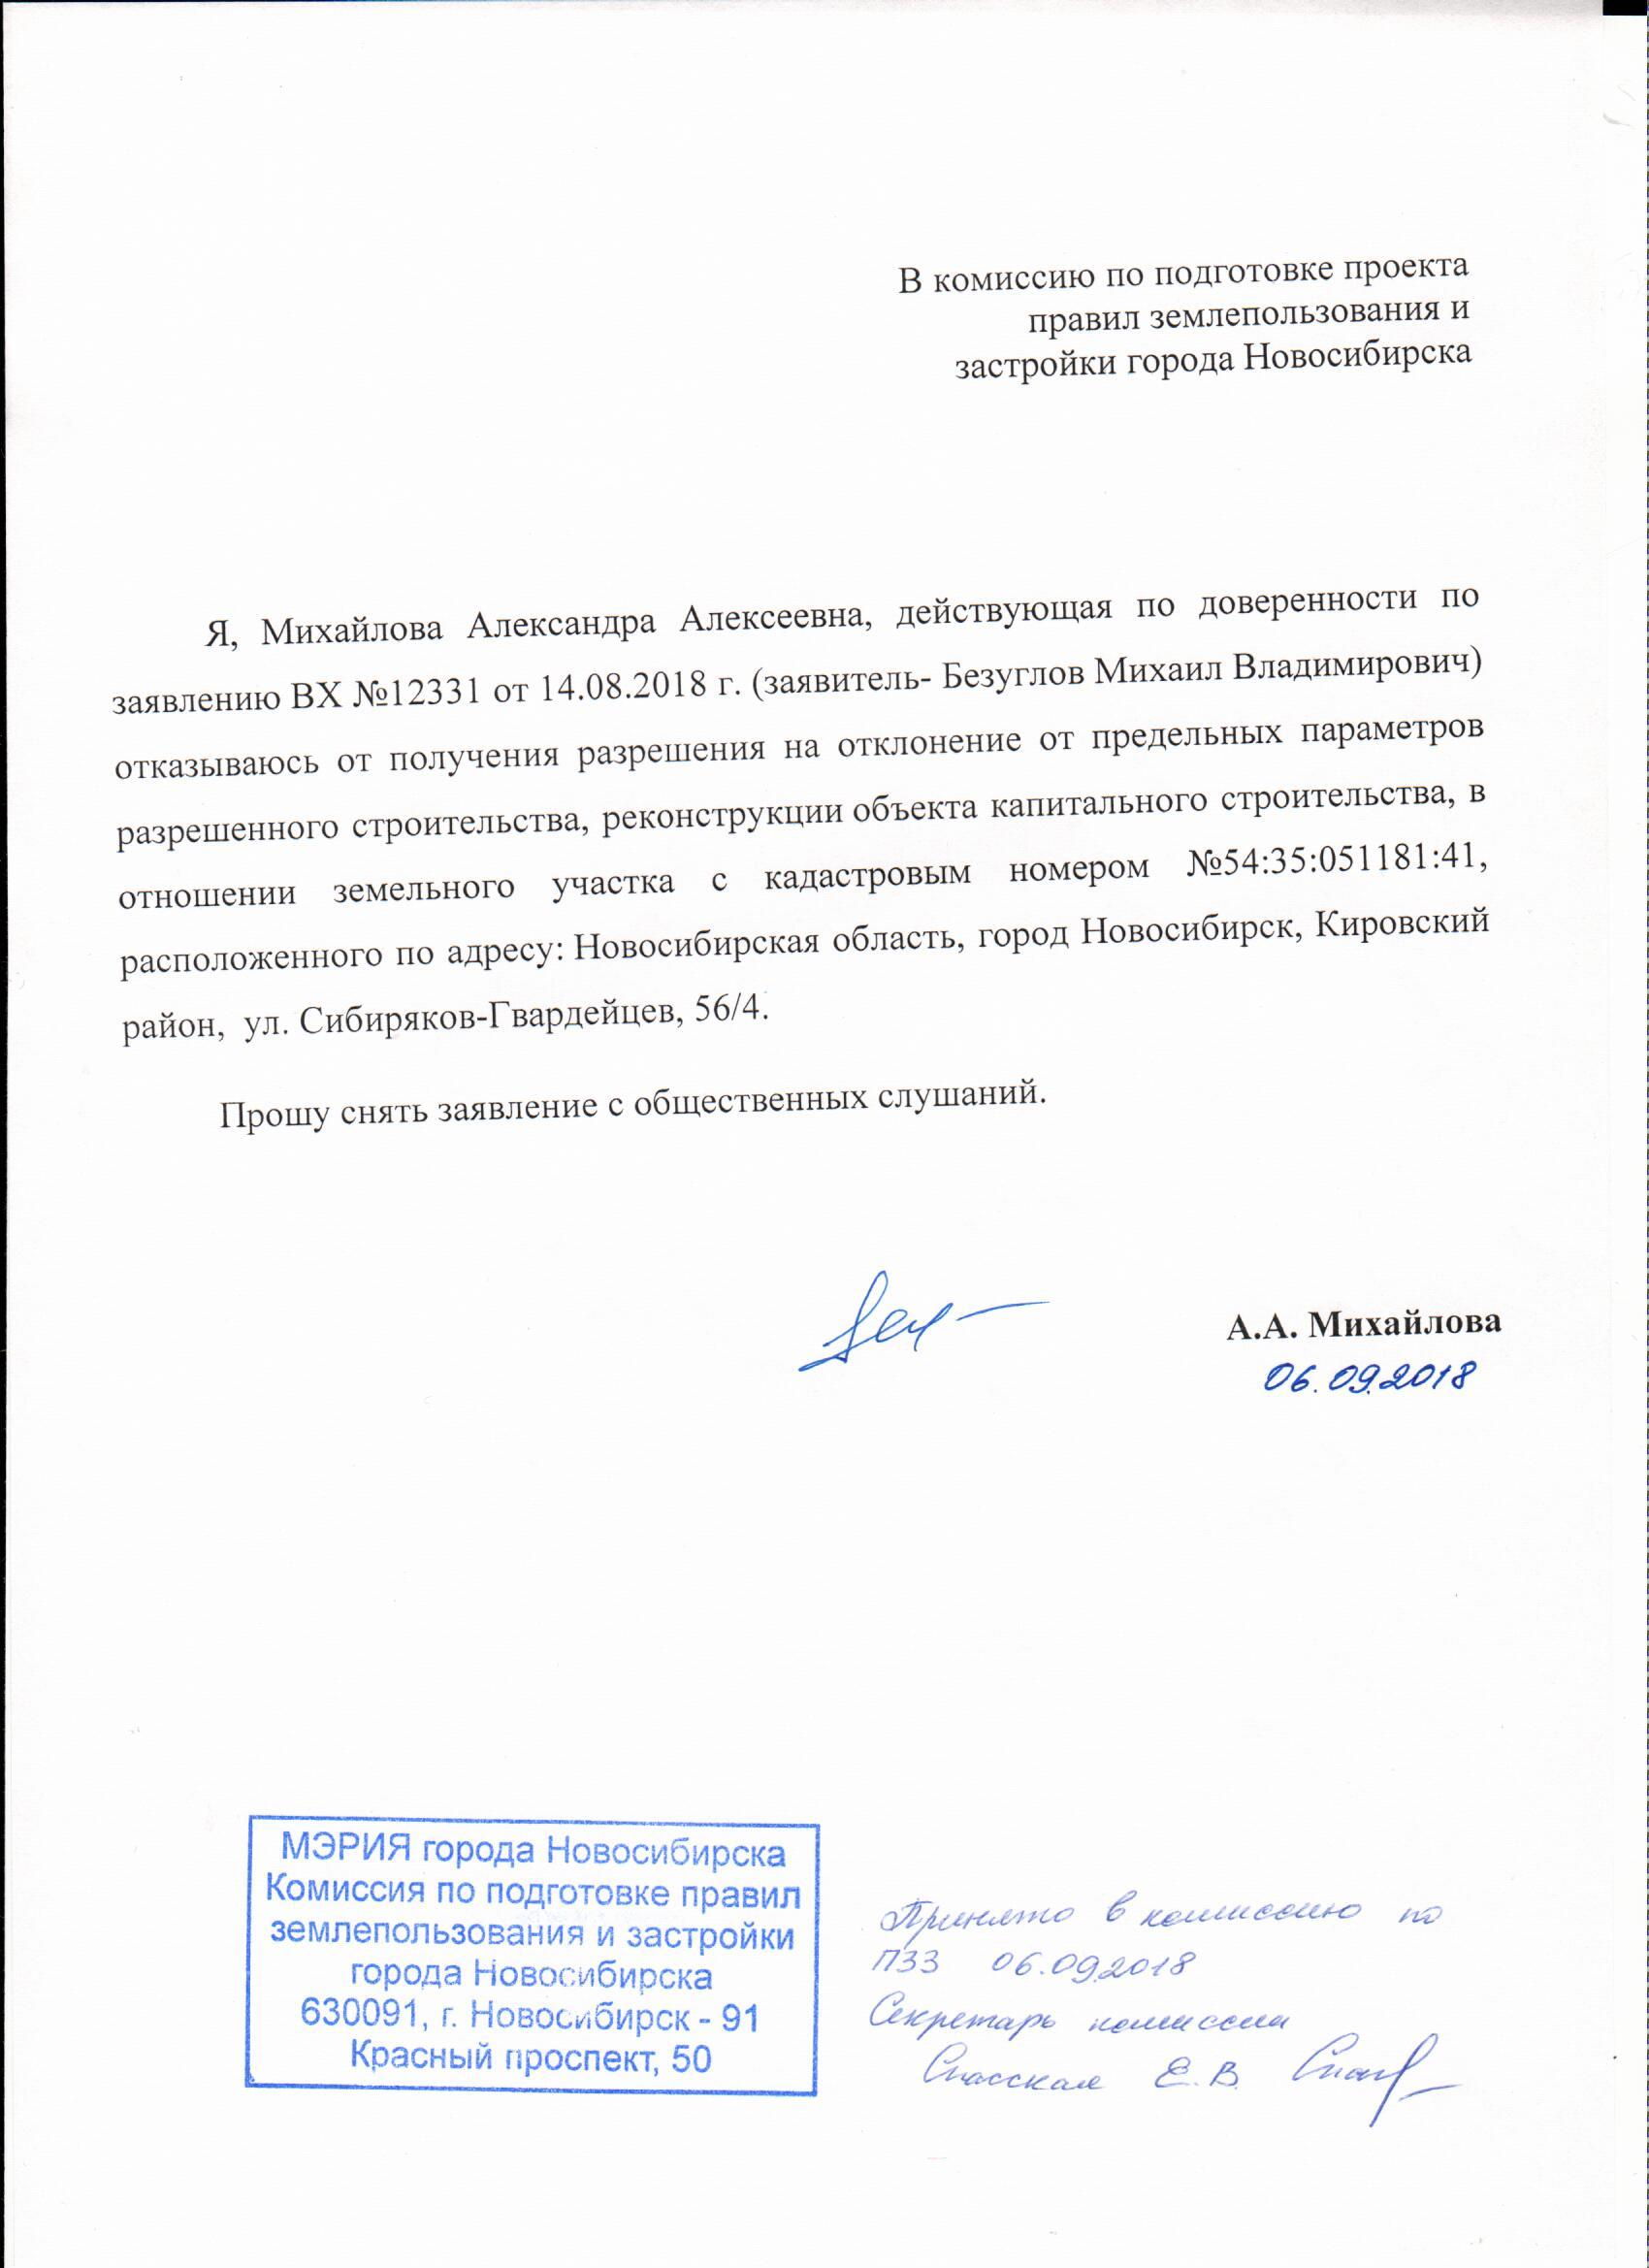 В комиссию по подготовке проекта
правил землепользования и
застройки города Новосибирска
Я, Михайлова Александра Алексеевна, действующая по доверенности по
заявлению ВХ №12331 от 14.08.2018 г. (заявитель- Безуглов Михаил Владимирович)
отказываюсь от получения разрешения на отклонение от предельных параметров
разрешенного строительства, реконструкции объекта капитального строительства, в
отношении земельного участка с кадастровым номером №54:35:051181:41,
расположенного по адресу: Новосибирская область, город Новосибирск, Кировский
район, ул. Сибиряков-Гвардейцев, 56/4.
Прошу снять заявление с общественных слушаний.
А.А. Михайлова
06.09.2018
МЭРИЯ города Новосибирска
Комиссия по подготовке правил
землепользования и застройки
города Новосибирска
630091, г. Новосибирск - 91
Красный проспект, 50
Принято в комиссию по
ПЗЗ 06.09.2018
Секретарь комиссии
Спасская Е.В.